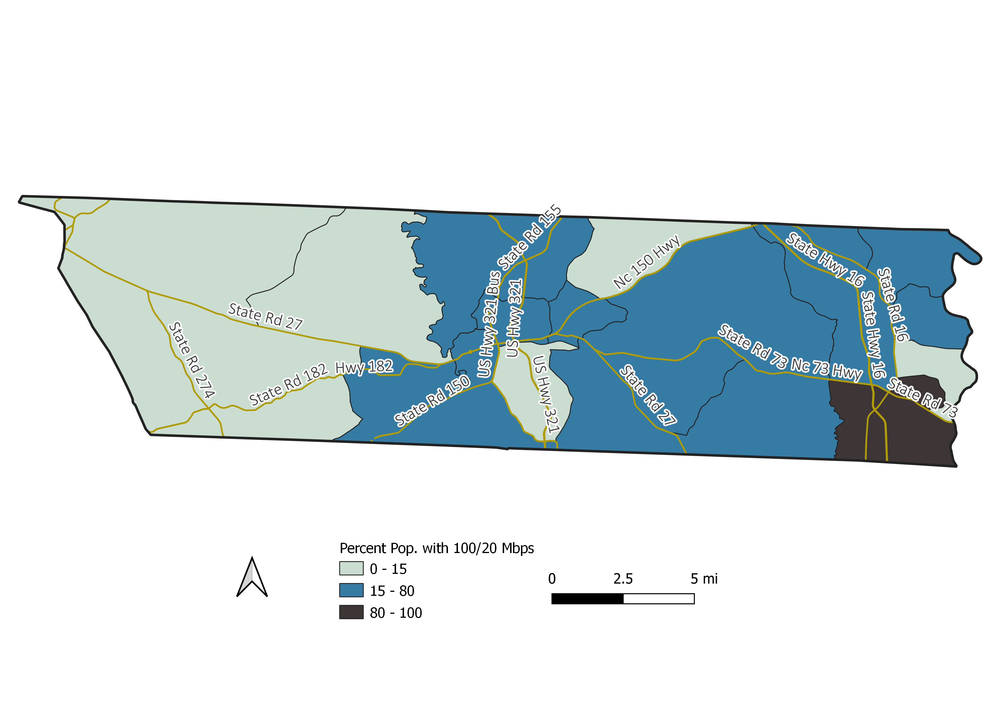 State Rd 155
Nc 150 Hwy
State Hwy 16
State Rd 16
US Hwy 321 Bus
US Hwy 321
State Hwy 16
State Rd 27
State Rd 274
State Rd 182
Hwy 182
State Rd 150
US Hwy 321
State Rd 27
State Rd 73 Nc 73 Hwy
State Rd 73
Percent Pop. with 100/20 Mbps
0 - 15
15 - 80
80 - 100
0 2.5 5 mi